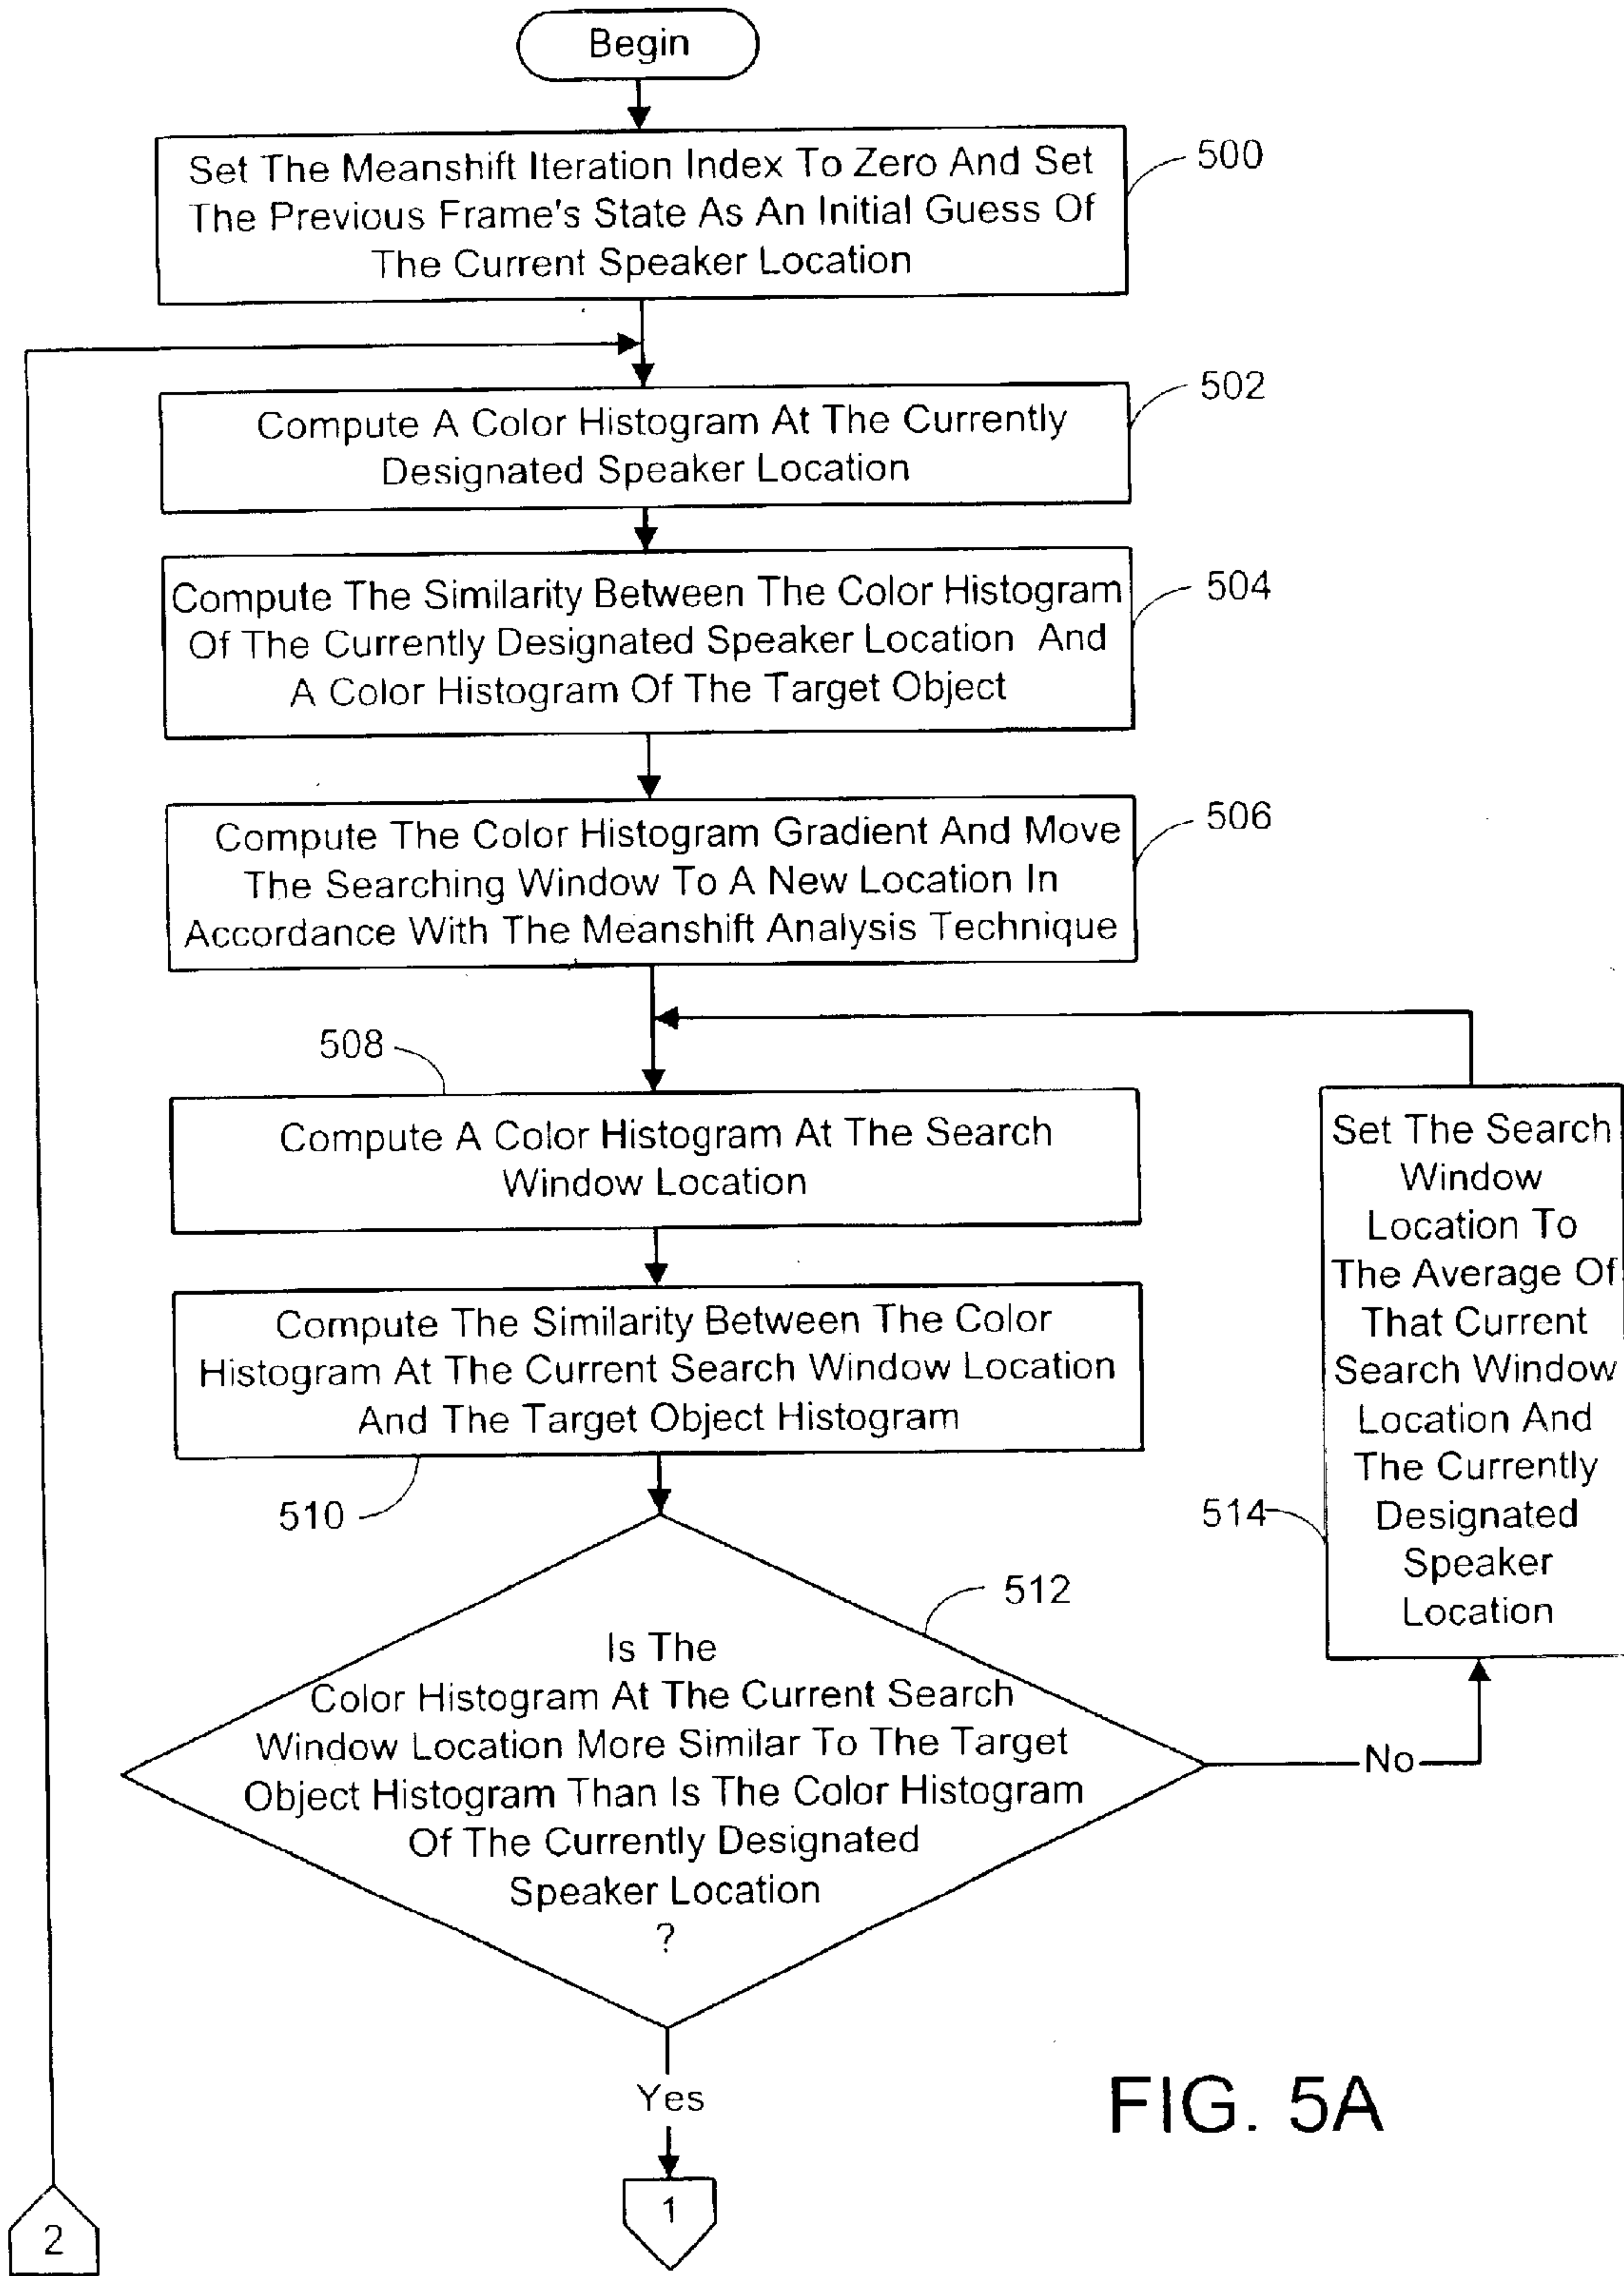 Begin
Set The Meanshift Iteration Index To Zero And Set
The Previous Frame's State As An Initial Guess Of
The Current Speaker Location
500
Compute A Color Histogram At The Currently
Designated Speaker Location
502
Compute The Similarity Between The Color Histogram
Of The Currently Designated Speaker Location And
A Color Histogram Of The Target Object
504
Compute The Color Histogram Gradient And Move
The Searching Window To A New Location In
Accordance With The Meanshift Analysis Technique
506
508
Compute A Color Histogram At The Search
Window Location
Compute The Similarity Between The Color
Histogram At The Current Search Window Location
And The Target Object Histogram
510
Set The Search
Window
Location To
The Average Of
That Current
Search Window
Location And
The Currently
Designated
Speaker
Location
514
512
Is The
Color Histogram At The Current Search
Window Location More Similar To The Target
Object Histogram Than Is The Color Histogram
Of The Currently Designated
Speaker Location
?
No
Yes
1
2
FIG. 5A